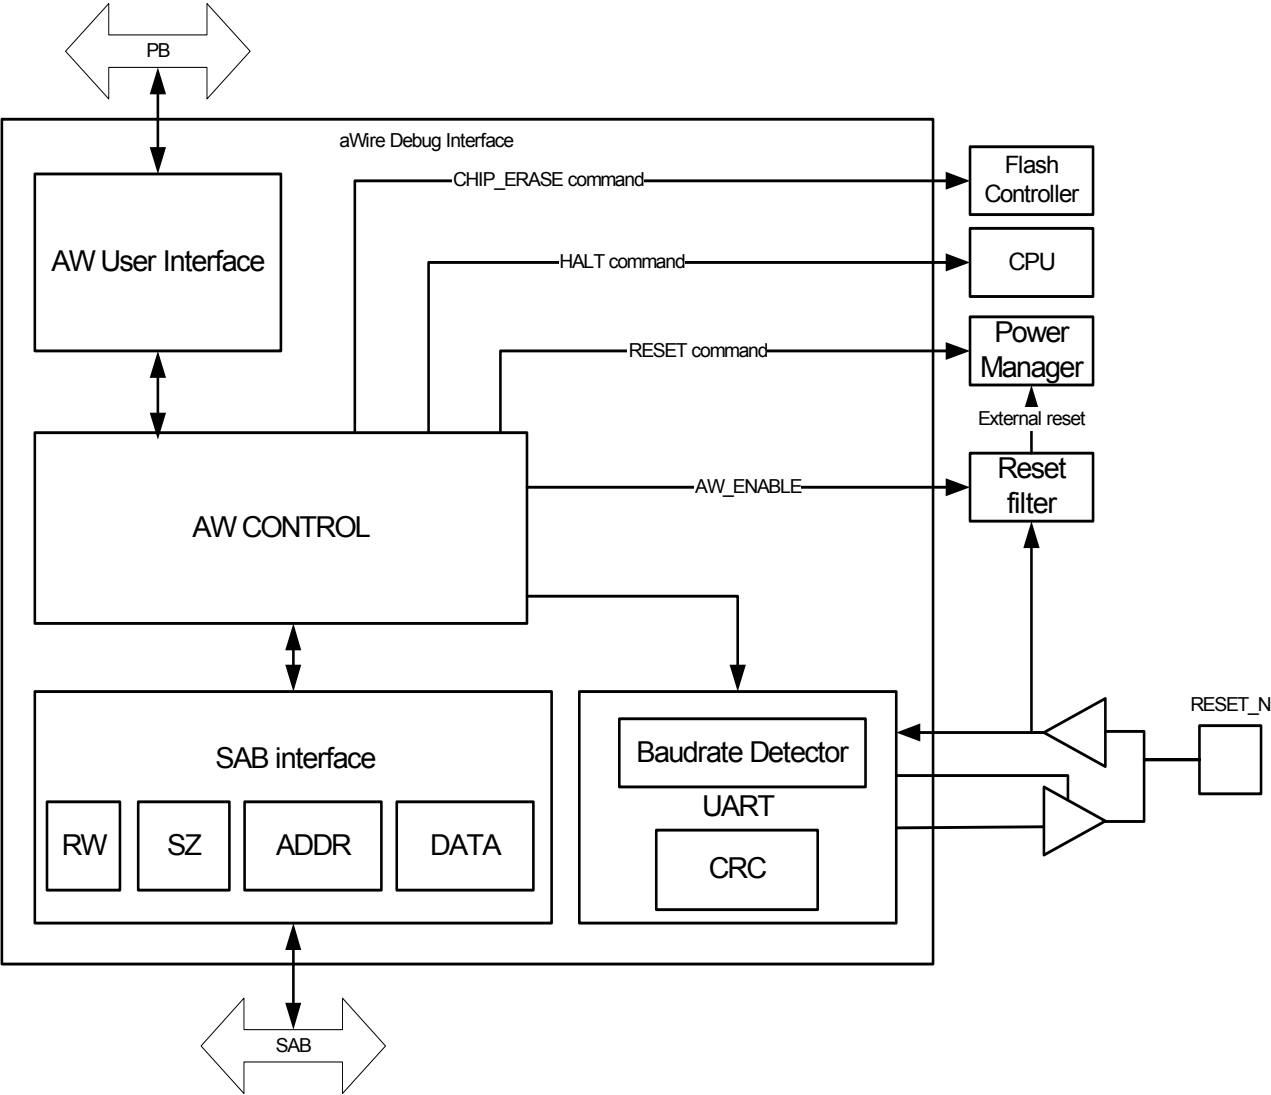 PB
aWire Debug Interface
CHIP_ERASE command
Flash
Controller
AW User Interface
HALT command
CPU
RESET command
Power
Manager
External reset
AW_ENABLE
Reset
filter
AW CONTROL
RESET_N
SAB interface
RW
SZ
ADDR
DATA
Baudrate Detector
UART
CRC
SAB